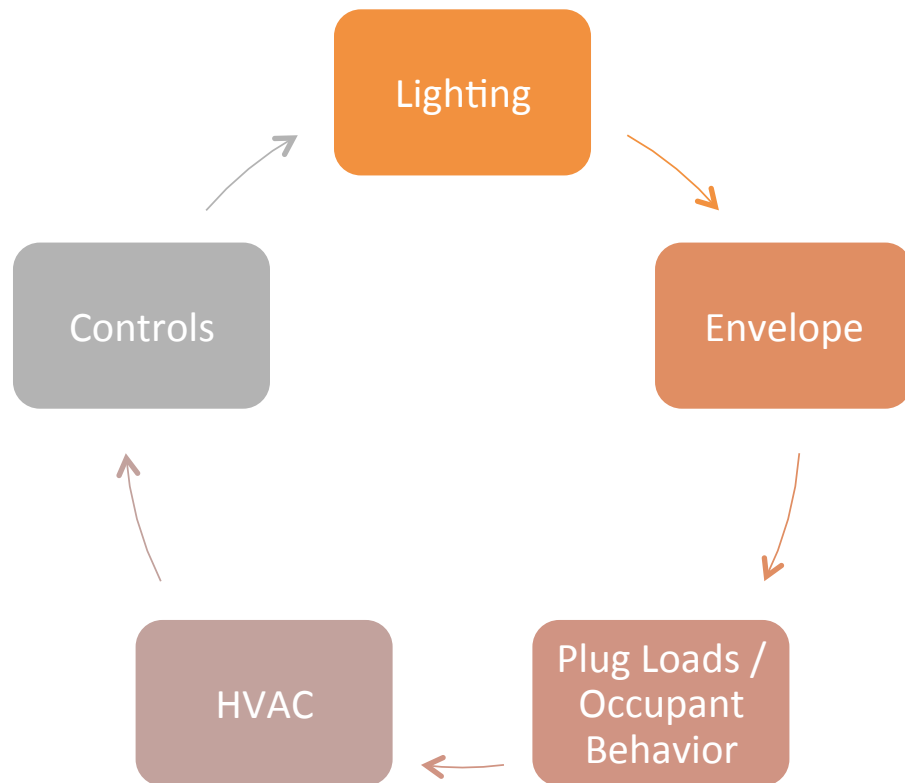 Lighting
Envelope
Plug Loads /
Occupant
Behavior
HVAC
Controls